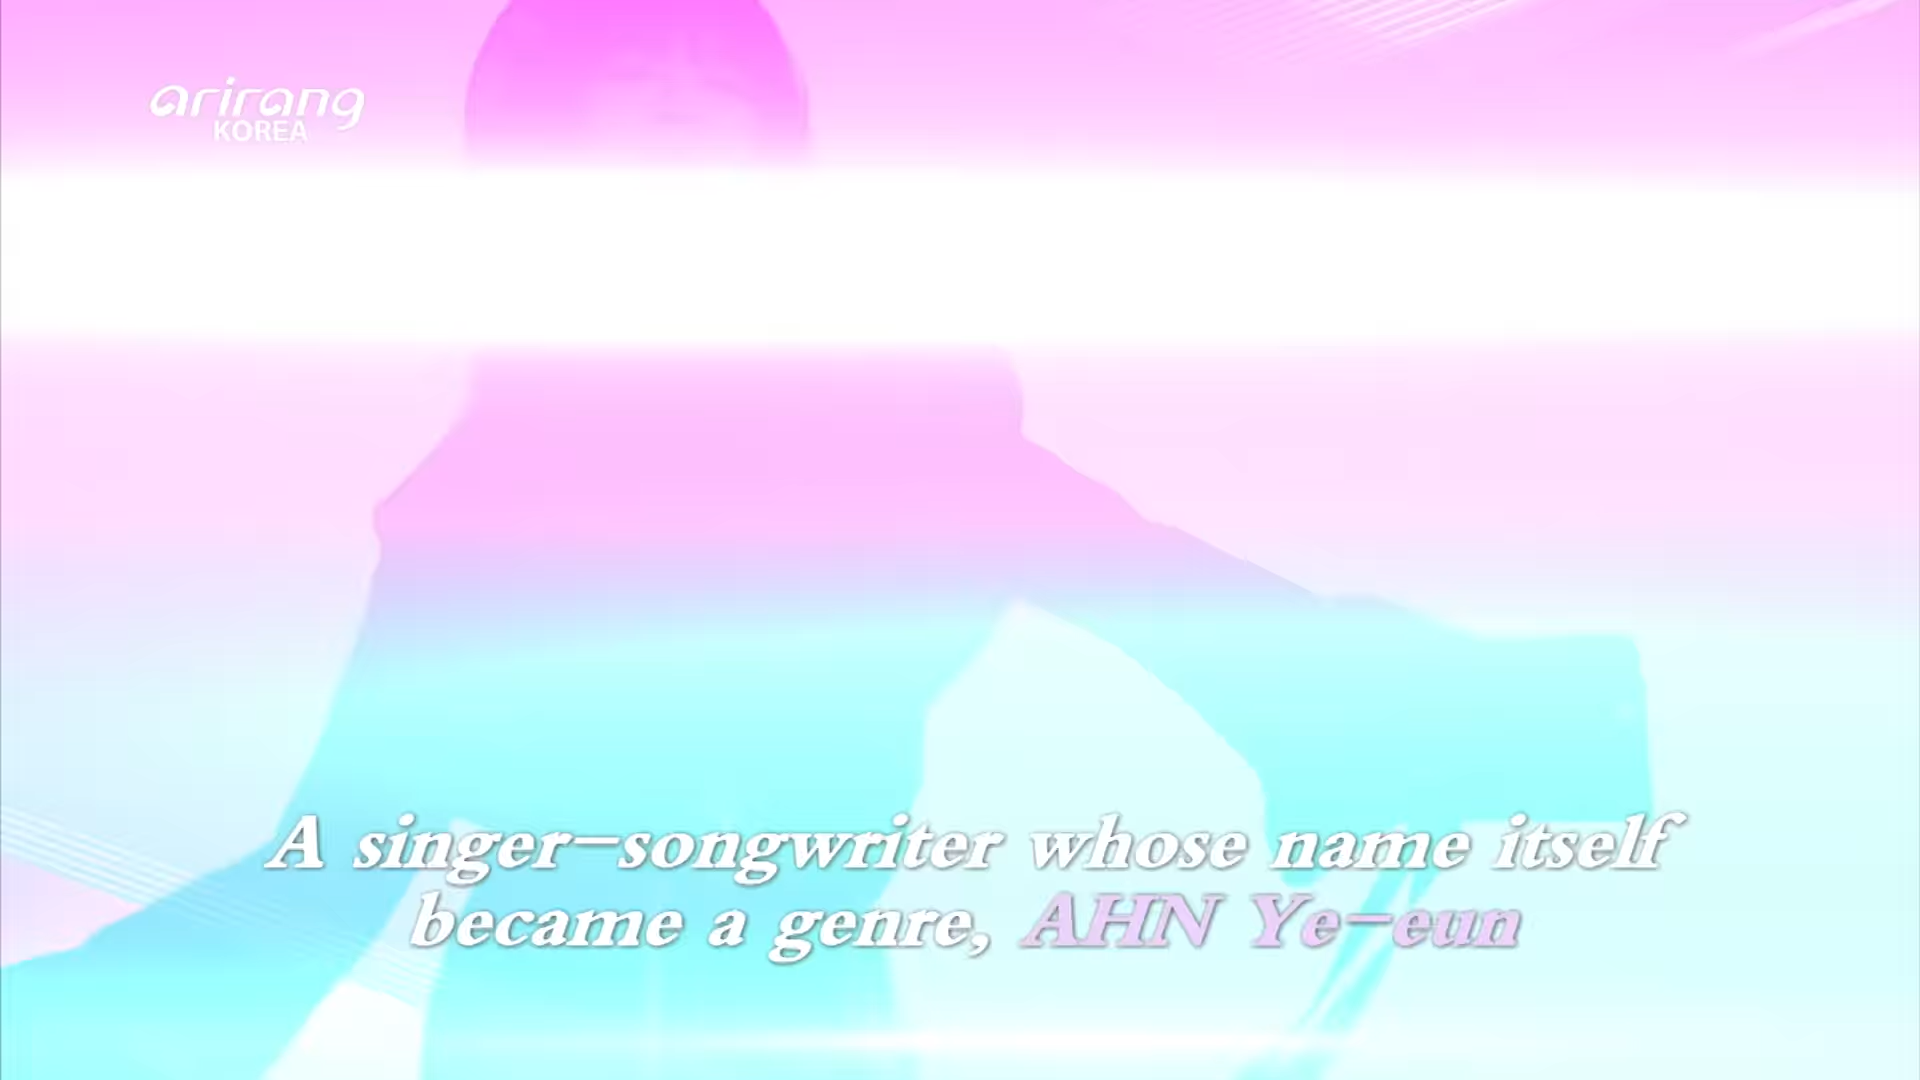 arirang
KOREA
A singer-songwriter whose name itself
became a genre, AHN Ye-eun